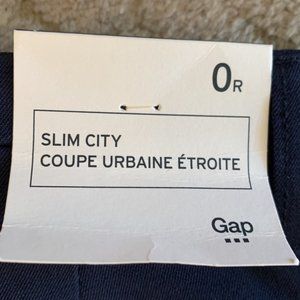 0R
SLIM CITY
COUPE URBAINE ÉTROITE
Gap